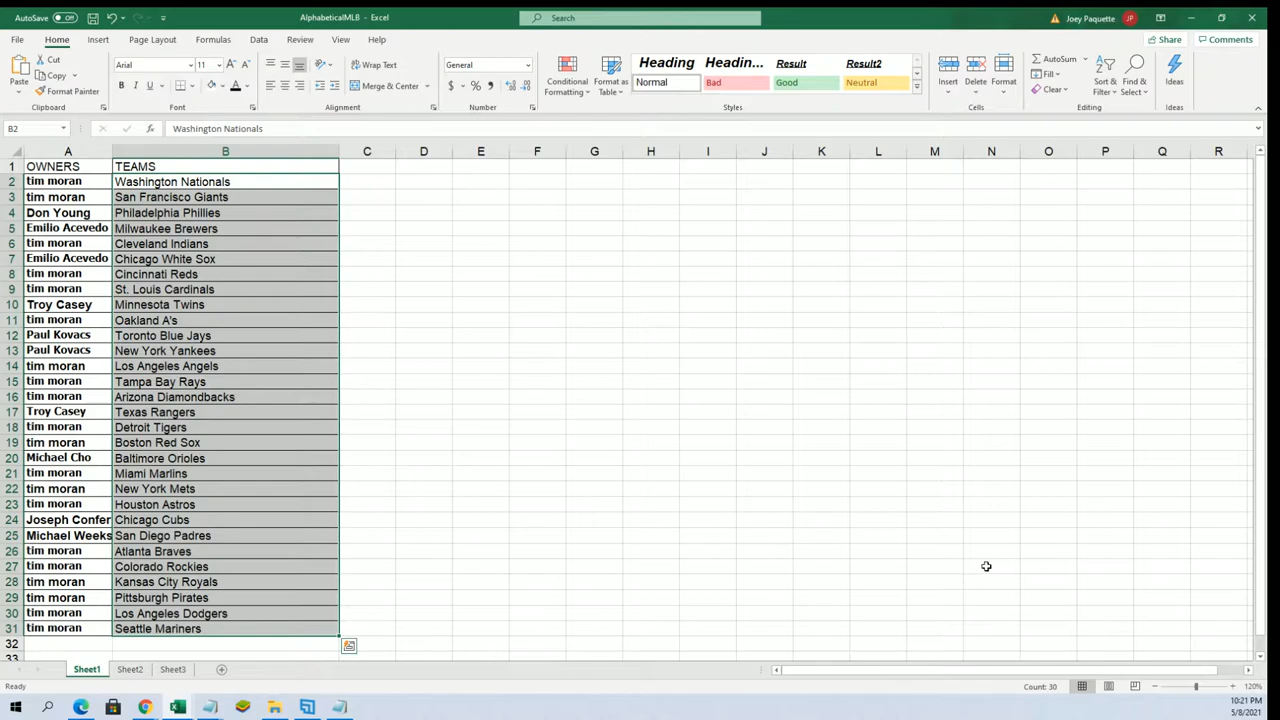 AutoSave Off AlphabeticalMLB - Excel Search Joey Paquette JP
File Home Insert Page Layout Formulas Data Review View Help Share Comments
Paste Cut Copy Format Painter Clipboard
Arial 11 A A B I U A Font
Wrap Text Merge & Center Alignment
General $ % Number
Conditional Formatting Format as Table
Heading Headin... Result Result2
Normal Bad Good Neutral
Styles
Insert Delete Format Cells
AutoSum Fill Clear Sort & Filter Find & Select Editing
Ideas Ideas
B2 fx Washington Nationals
A B C D E F G H I J K L M N O P Q R
1 OWNERS TEAMS
2 tim moran Washington Nationals
3 tim moran San Francisco Giants
4 Don Young Philadelphia Phillies
5 Emilio Acevedo Milwaukee Brewers
6 tim moran Cleveland Indians
7 Emilio Acevedo Chicago White Sox
8 tim moran Cincinnati Reds
9 tim moran St. Louis Cardinals
10 Troy Casey Minnesota Twins
11 tim moran Oakland A's
12 Paul Kovacs Toronto Blue Jays
13 Paul Kovacs New York Yankees
14 tim moran Los Angeles Angels
15 tim moran Tampa Bay Rays
16 tim moran Arizona Diamondbacks
17 Troy Casey Texas Rangers
18 tim moran Detroit Tigers
19 tim moran Boston Red Sox
20 Michael Cho Baltimore Orioles
21 tim moran Miami Marlins
22 tim moran New York Mets
23 tim moran Houston Astros
24 Joseph Confer Chicago Cubs
25 Michael Weeks San Diego Padres
26 tim moran Atlanta Braves
27 tim moran Colorado Rockies
28 tim moran Kansas City Royals
29 tim moran Pittsburgh Pirates
30 tim moran Los Angeles Dodgers
31 tim moran Seattle Mariners
32
33
Sheet1 Sheet2 Sheet3
Ready Count: 30 120%
10:21 PM
5/8/2021